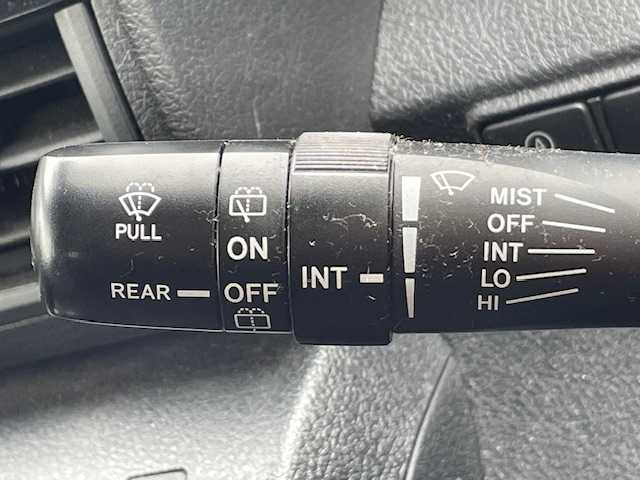 PULL
REAR
ON
OFF
INT
MIST
OFF
INT
LO
HI